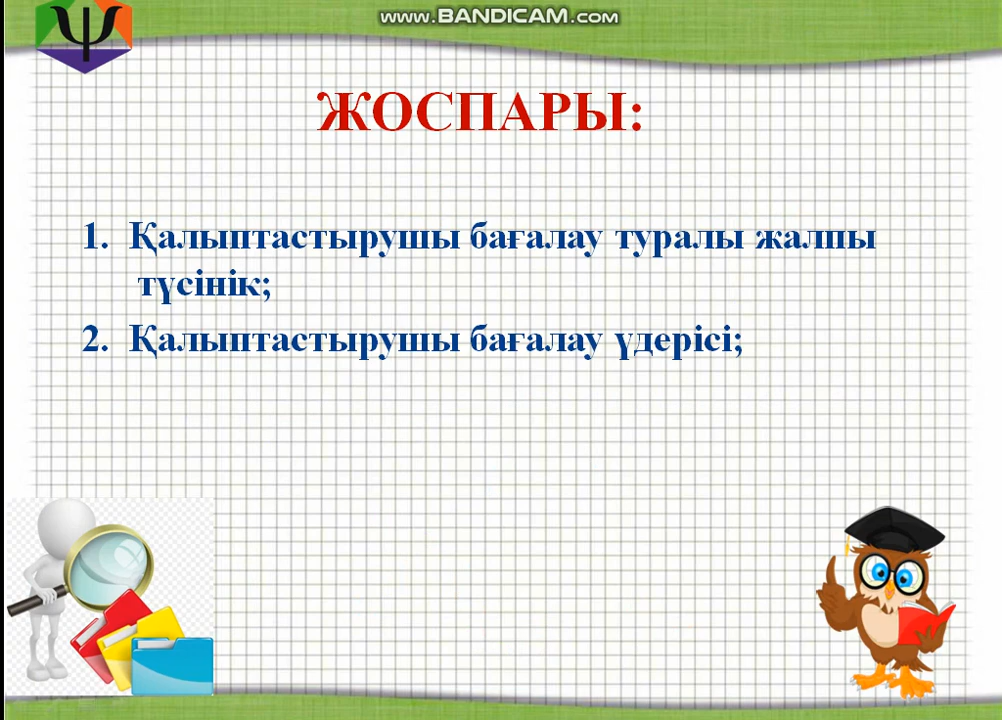 www.BANDICAM.com
Ψ
ЖОСПАРЫ:
1. Қалыптастырушы бағалау туралы жалпы
түсінік;
2. Қалыптастырушы бағалау үдерісі;